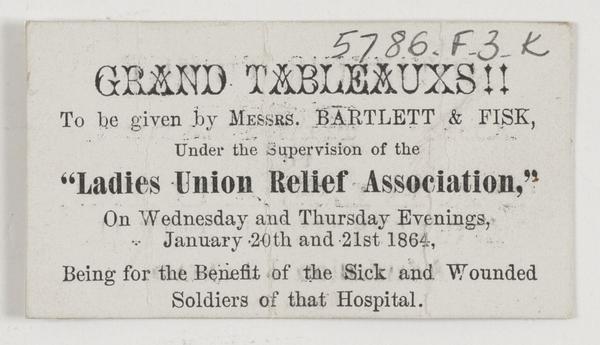 5786.F.3.K
GRAND TABLEAUXS!!
To be given by MESSRS. BARTLETT & FISK,
Under the Supervision of the
"Ladies Union Relief Association,"
On Wednesday and Thursday Evenings,
January 20th and 21st 1864,
Being for the Benefit of the Sick and Wounded
Soldiers of that Hospital.